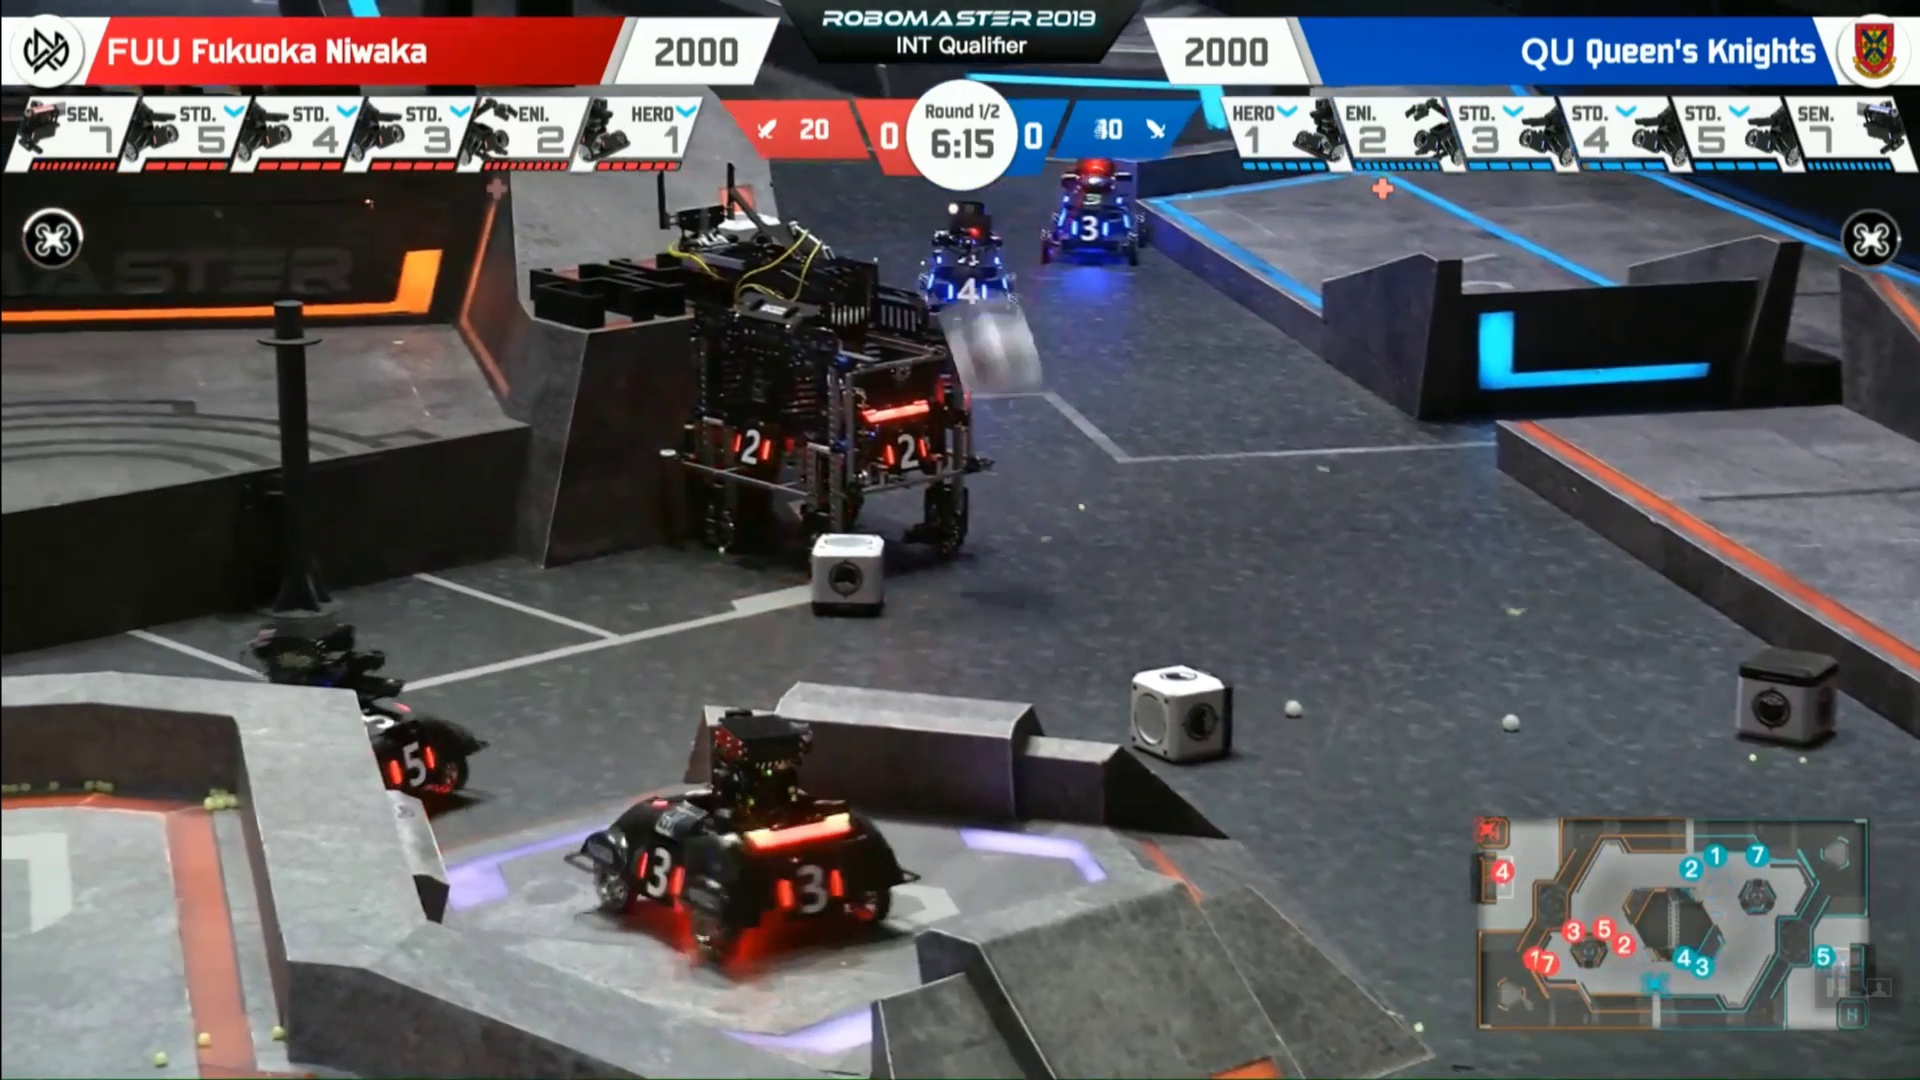 ROBOMASTER 2019
INT Qualifier
FUU Fukuoka Niwaka
2000
2000
QU Queen's Knights
SEN.
7
STD.
5
STD.
4
STD.
3
ENI.
2
HERO
1
20
0
Round 1/2
6:15
0
HERO
1
ENI.
2
STD.
3
STD.
4
STD.
5
SEN.
7
MASTER
3
4
2
2
5
3
3
4
3
5
2
1
7
2
1
7
4
3
5
H